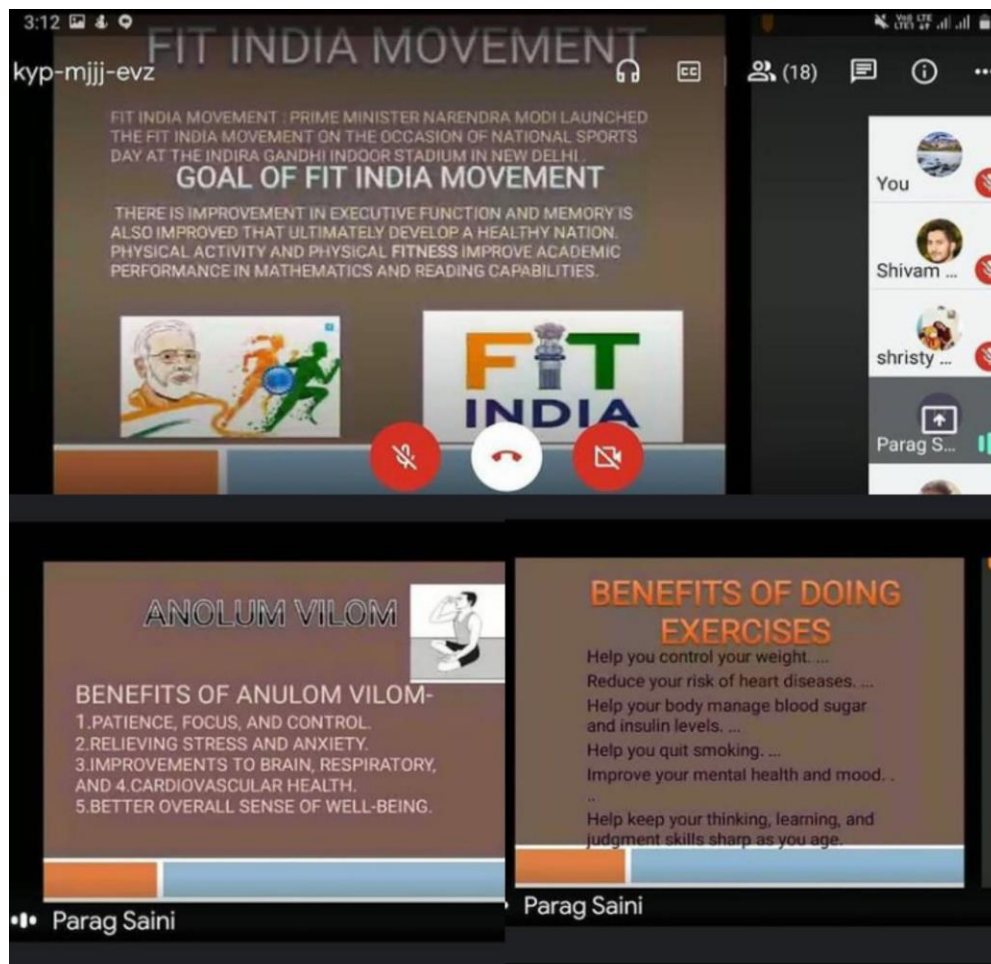 3:12
Vo)) LTE
LTE1
FIT INDIA MOVEMENT
kyp-mjjj-evz
CC
(18)
FIT INDIA MOVEMENT : PRIME MINISTER NARENDRA MODI LAUNCHED
THE FIT INDIA MOVEMENT ON THE OCCASION OF NATIONAL SPORTS
DAY AT THE INDIRA GANDHI INDOOR STADIUM IN NEW DELHI .
GOAL OF FIT INDIA MOVEMENT
THERE IS IMPROVEMENT IN EXECUTIVE FUNCTION AND MEMORY IS
ALSO IMPROVED THAT ULTIMATELY DEVELOP A HEALTHY NATION.
PHYSICAL ACTIVITY AND PHYSICAL FITNESS IMPROVE ACADEMIC
PERFORMANCE IN MATHEMATICS AND READING CAPABILITIES.
FIT
INDIA
You
Shivam ...
shristy ...
Parag S...
ANOLUM VILOM
BENEFITS OF ANULOM VILOM-
1.PATIENCE, FOCUS, AND CONTROL.
2.RELIEVING STRESS AND ANXIETY.
3.IMPROVEMENTS TO BRAIN, RESPIRATORY,
AND 4.CARDIOVASCULAR HEALTH.
5.BETTER OVERALL SENSE OF WELL-BEING.
Parag Saini
BENEFITS OF DOING
EXERCISES
Help you control your weight. ...
Reduce your risk of heart diseases. ...
Help your body manage blood sugar
and insulin levels. ...
Help you quit smoking. ...
Improve your mental health and mood. .
..
Help keep your thinking, learning, and
judgment skills sharp as you age.
Parag Saini